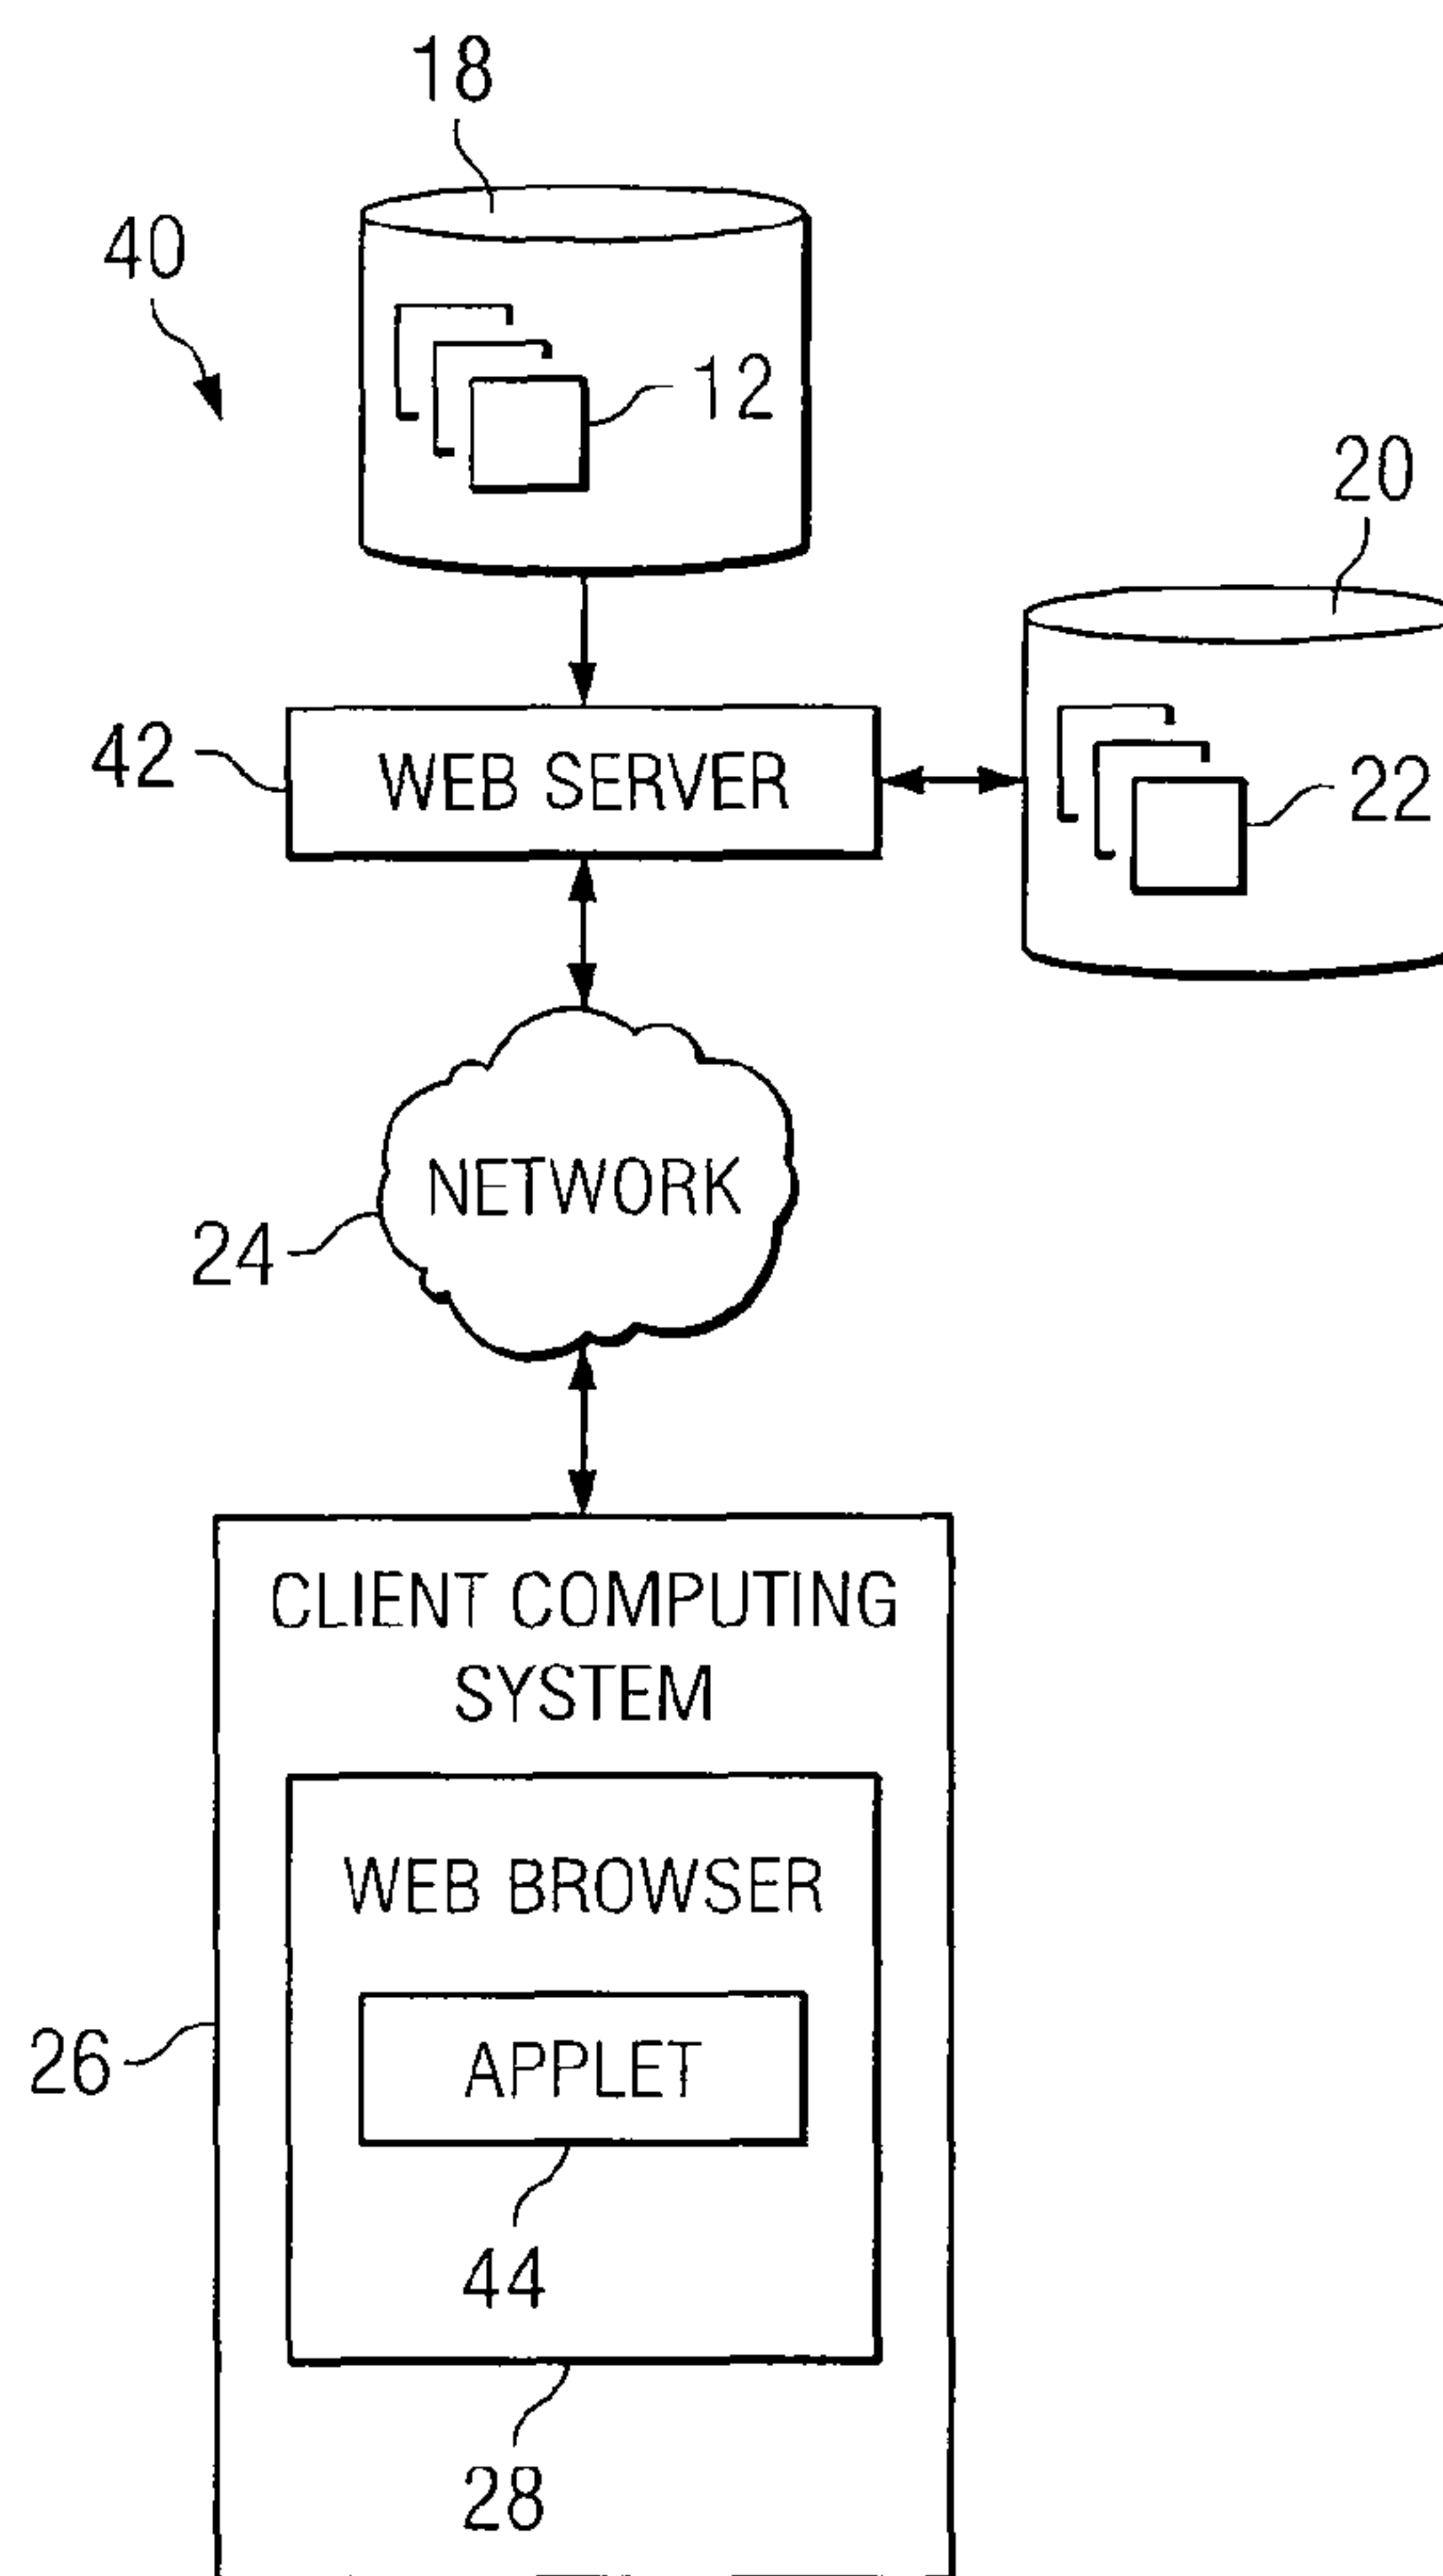 18
40
12
20
42
WEB SERVER
22
NETWORK
24
CLIENT COMPUTING
SYSTEM
WEB BROWSER
26
APPLET
44
28